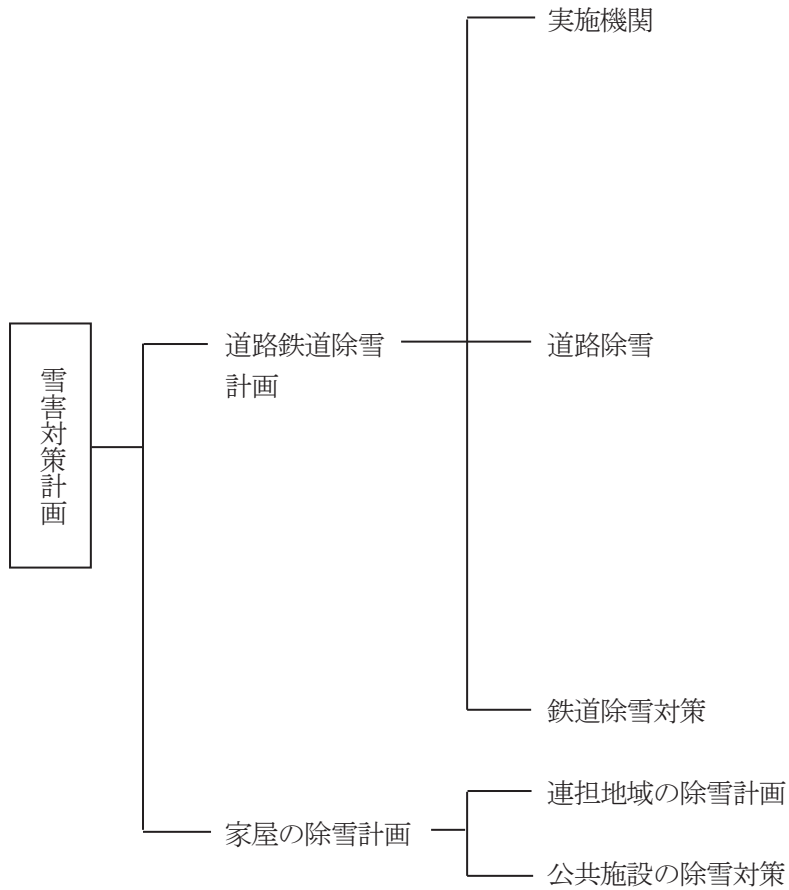 実施機関
雪害対策計画
道路鉄道除雪
計画
道路除雪
鉄道除雪対策
家屋の除雪計画
連担地域の除雪計画
公共施設の除雪対策